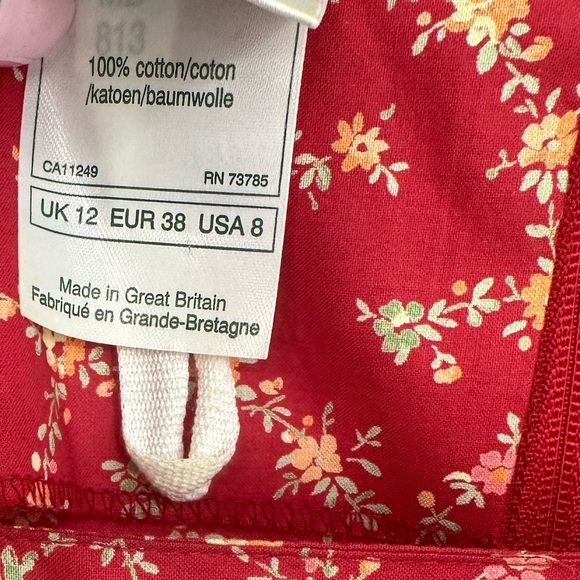 813
100% cotton/coton
/katoen/baumwolle
CA11249 RN 73785
UK 12 EUR 38 USA 8
Made in Great Britain
Fabriqué en Grande-Bretagne